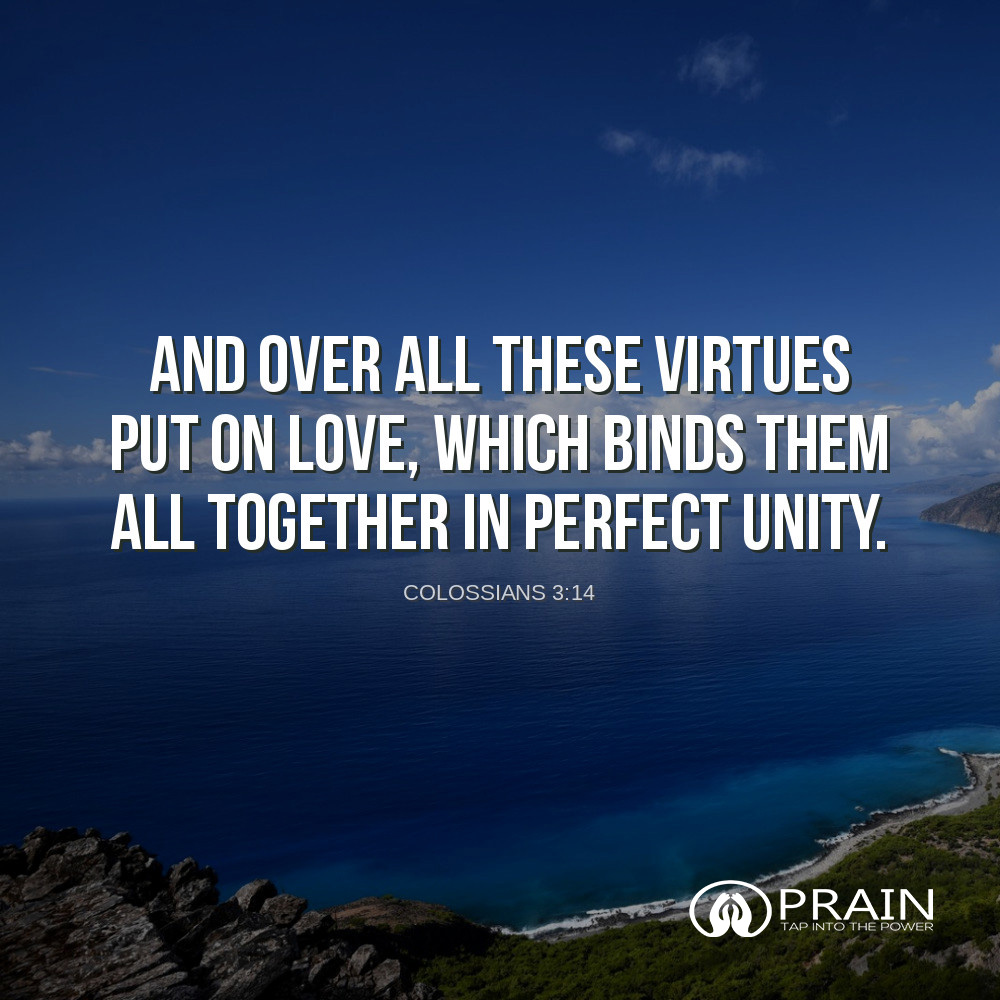 AND OVER ALL THESE VIRTUES
PUT ON LOVE, WHICH BINDS THEM
ALL TOGETHER IN PERFECT UNITY.
COLOSSIANS 3:14
PRAIN
TAP INTO THE POWER